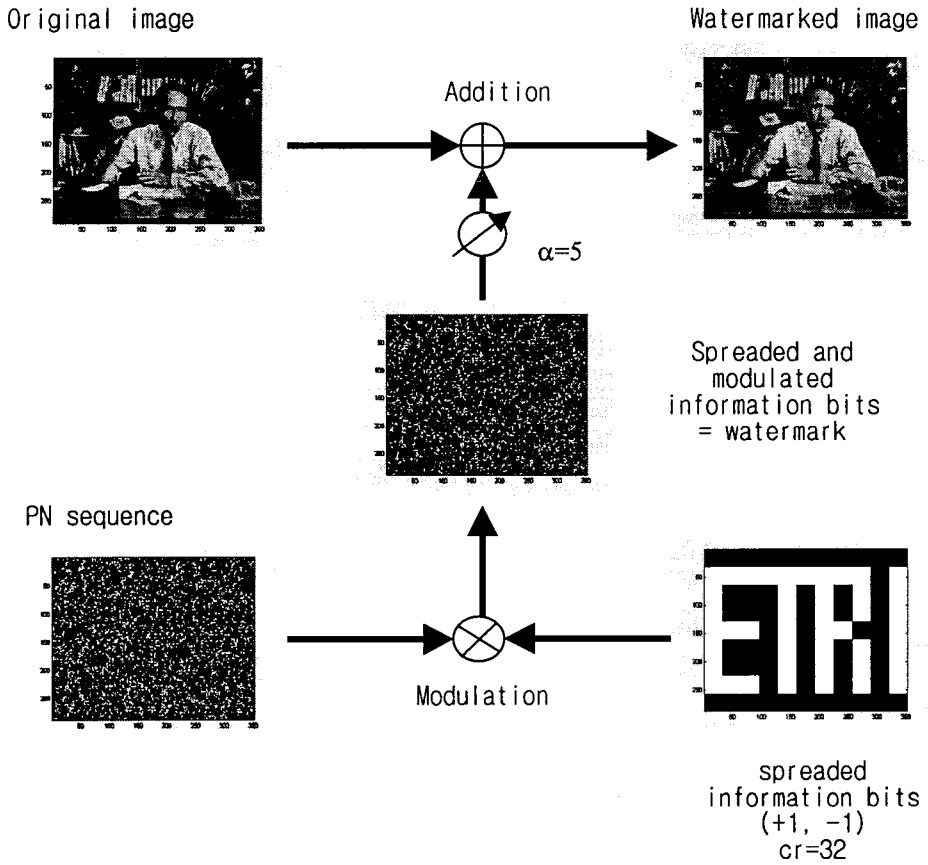 Original image
Watermarked image
Addition
α=5
Spreaded and
modulated
information bits
= watermark
PN sequence
Modulation
spreaded
information bits
(+1, -1)
cr=32